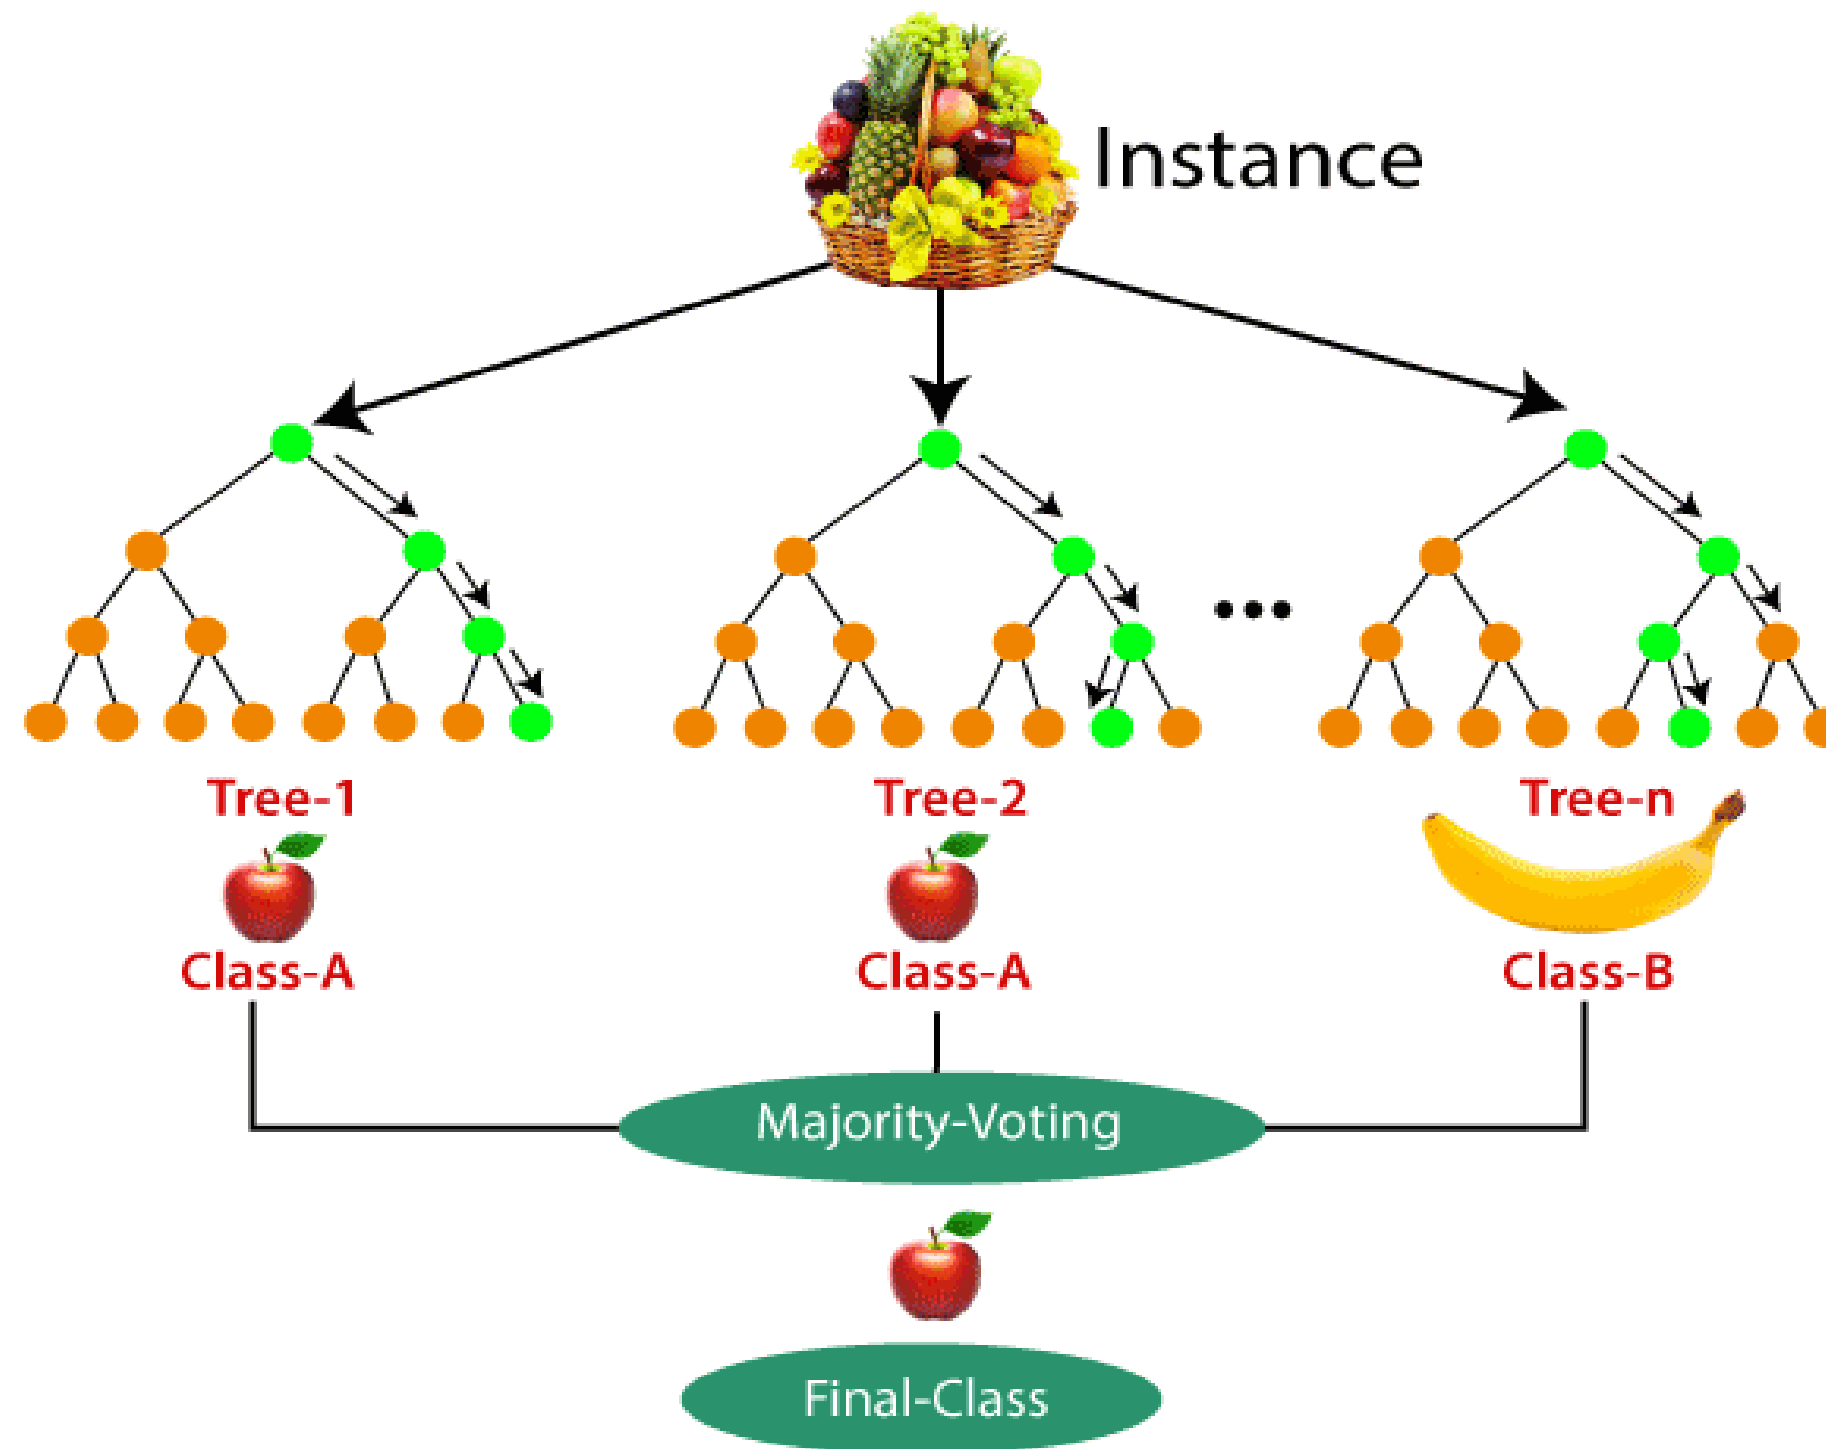 Instance
Tree-1
Tree-2
Tree-n
Class-A
Class-A
Class-B
Majority-Voting
Final-Class